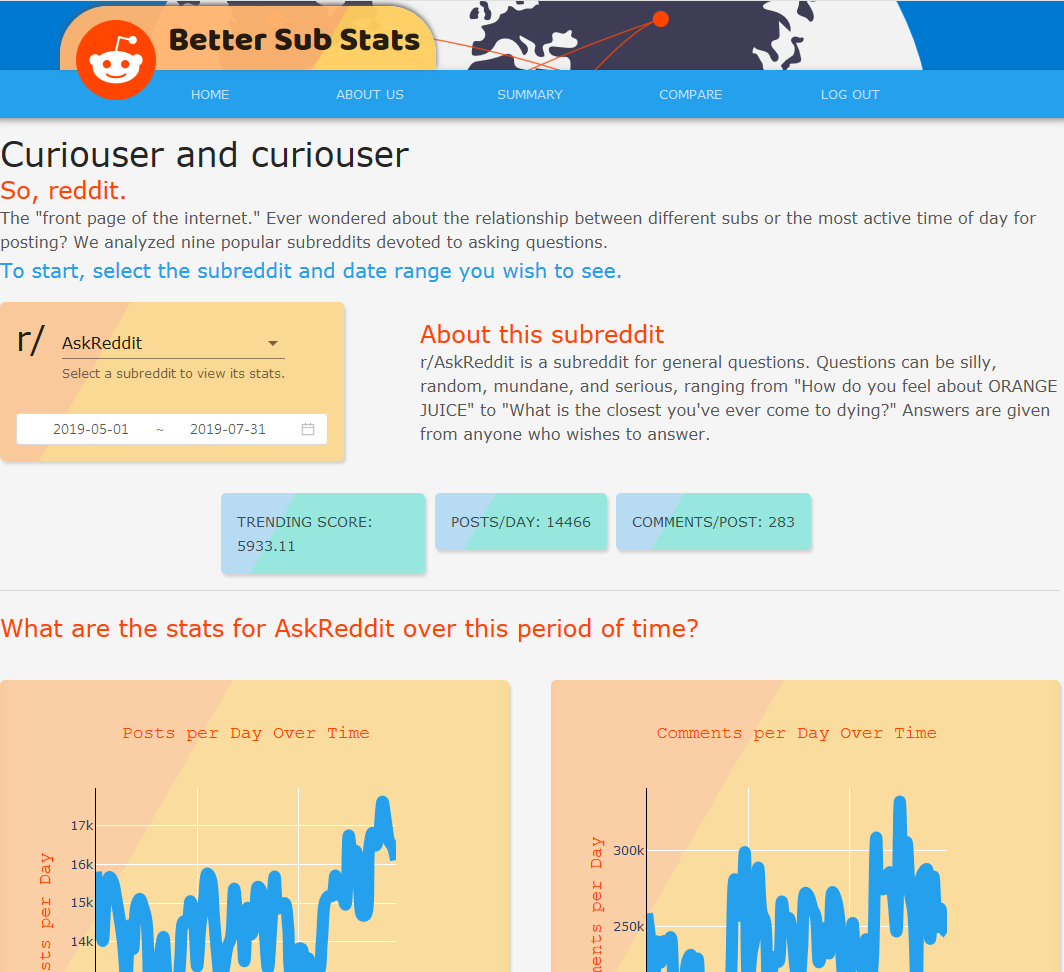 Better Sub Stats
HOME
ABOUT US
SUMMARY
COMPARE
LOG OUT
Curiouser and curiouser
So, reddit.
The "front page of the internet." Ever wondered about the relationship between different subs or the most active time of day for
posting? We analyzed nine popular subreddits devoted to asking questions.
To start, select the subreddit and date range you wish to see.
r/
AskReddit
Select a subreddit to view its stats.
2019-05-01 ~ 2019-07-31
About this subreddit
r/AskReddit is a subreddit for general questions. Questions can be silly,
random, mundane, and serious, ranging from "How do you feel about ORANGE
JUICE" to "What is the closest you've ever come to dying?" Answers are given
from anyone who wishes to answer.
TRENDING SCORE:
5933.11
POSTS/DAY: 14466
COMMENTS/POST: 283
What are the stats for AskReddit over this period of time?
Posts per Day Over Time
17k
16k
15k
14k
sts per Day
Comments per Day Over Time
300k
250k
ments per Day